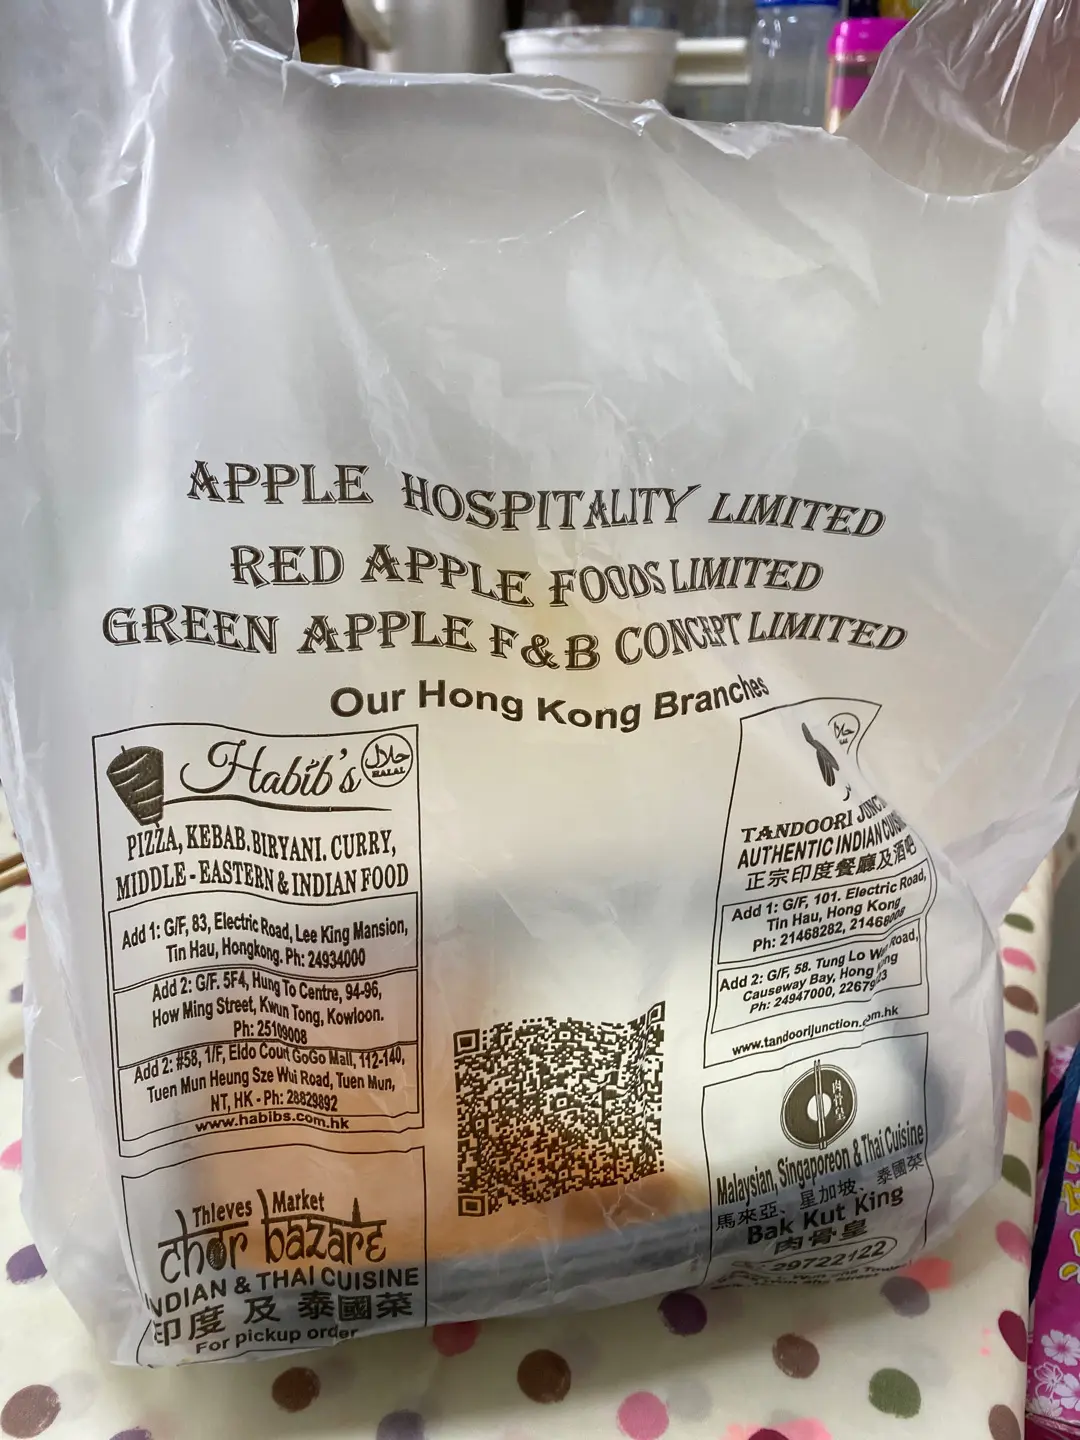 APPLE HOSPITALITY LIMITED
RED APPLE FOODS LIMITED
GREEN APPLE F&B CONCEPT LIMITED
Our Hong Kong Branches
Habib's
حلال
HALAL
PIZZA, KEBAB. BIRYANI. CURRY,
MIDDLE-EASTERN & INDIAN FOOD
Add 1: G/F, 83, Electric Road, Lee King Mansion,
Tin Hau, Hongkong. Ph: 24934000
Add 2: G/F. 5F4, Hung To Centre, 94-96,
How Ming Street, Kwun Tong, Kowloon.
Ph: 25109008
Add 2: #58, 1/F, Eldo Court GoGo Mall, 112-140,
Tuen Mun Heung Sze Wui Road, Tuen Mun,
NT, HK - Ph: 28829892
www.habibs.com.hk
Thieves Market
chor bazare
INDIAN & THAI CUISINE
印度 及 泰國菜
For pickup order
حلال
TANDOORI
AUTHENTIC INDIAN
正宗印度餐廳及酒吧
Add 1: G/F, 101. Electric Road,
Tin Hau, Hong Kong
Ph: 21468282,
Add 2: G/F, 58. Tung Lo Road,
Causeway Bay, Hong
Ph: 24947000,
www.tandoorijunction.com.hk
肉骨皇
Malaysian, Singaporeon & Thai Cuisine
馬來亞、星加坡、泰國菜
Bak Kut King
肉骨皇
29722122